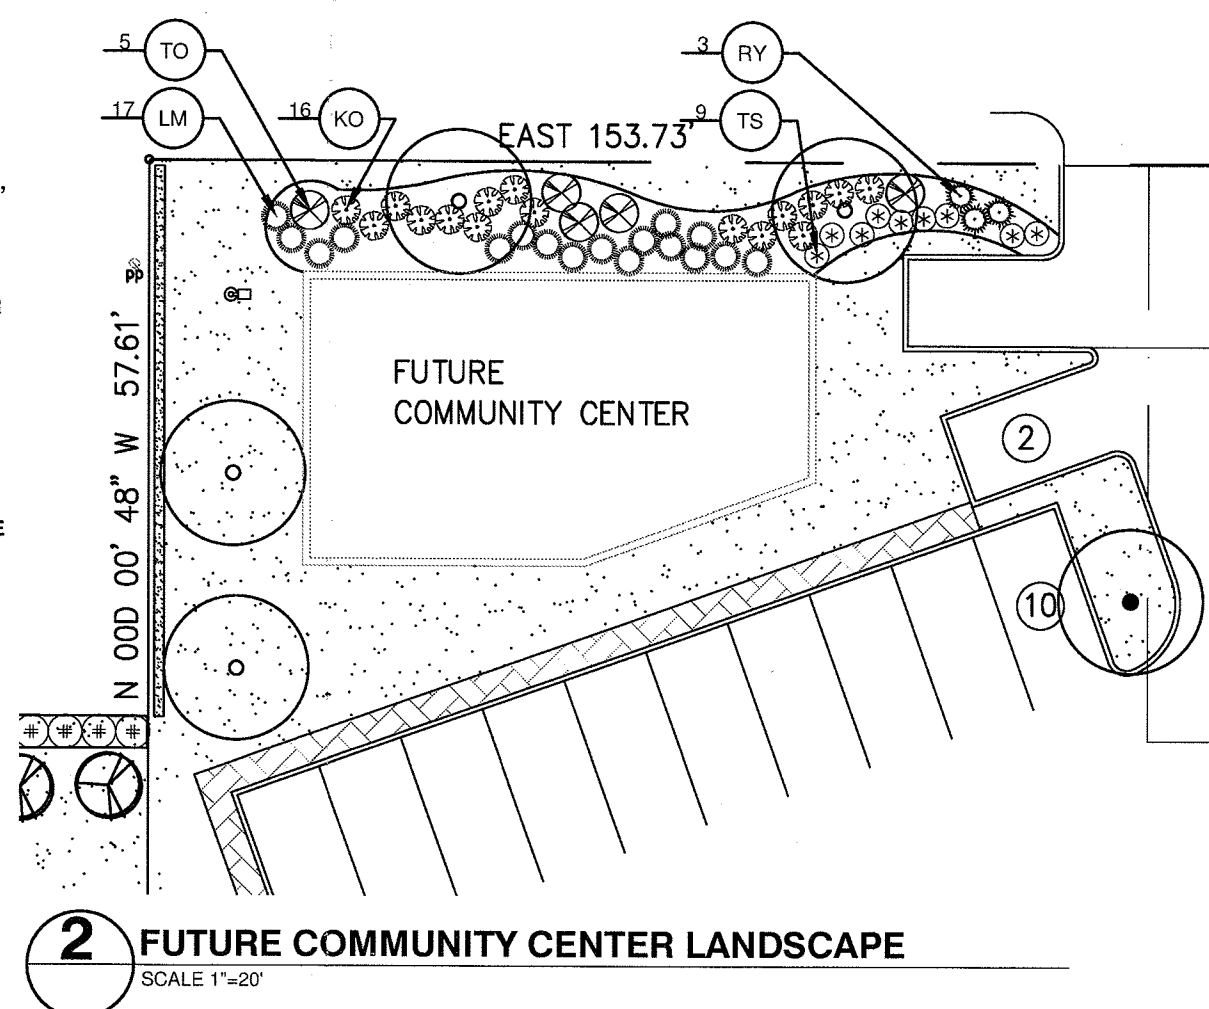 5 TO
3 RY
17 LM
16 KO
9 TS
EAST 153.73'
PP
N 00D 00' 48" W 57.61'
FUTURE
COMMUNITY CENTER
2
10
2 FUTURE COMMUNITY CENTER LANDSCAPE
SCALE 1"=20'